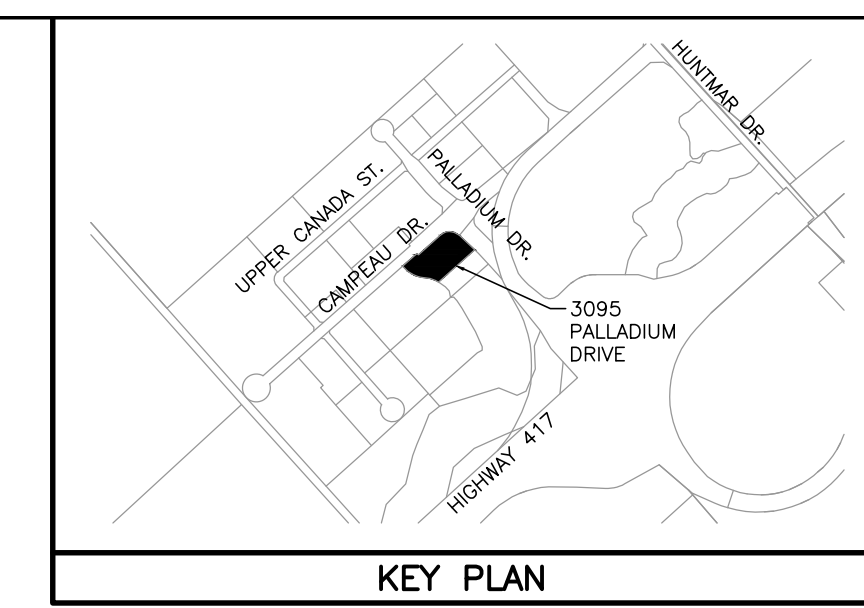 HUNTMAR DR.
PALLADIUM DR.
UPPER CANADA ST.
CAMPEAU DR.
3095
PALLADIUM
DRIVE
HIGHWAY 417
KEY PLAN